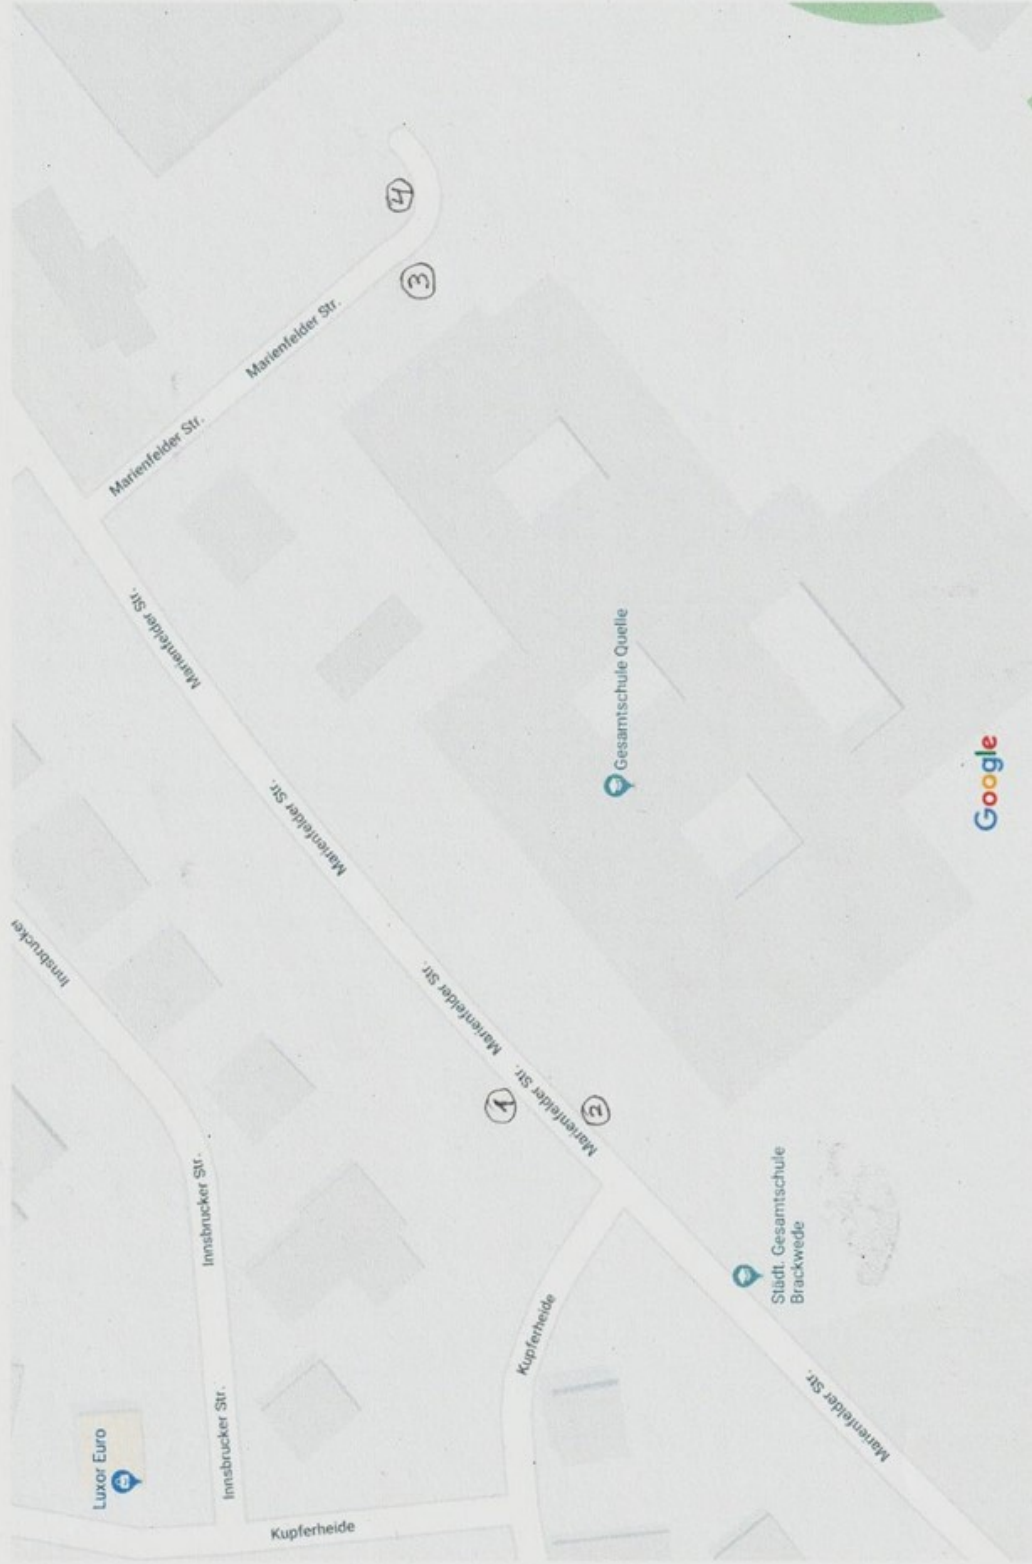 Luxor Euro
Innsbrucker Str.
Innsbrucker Str.
Innsbrucker
Kupferheide
Kupferheide
Marienfelder Str.
Marienfelder Str.
Marienfelder Str.
Marienfelder Str.
Marienfelder Str.
Marienfelder Str.
Marienfelder Str.
1
2
3
4
Städt. Gesamtschule
Brackwede
Gesamtschule Quelle
Google